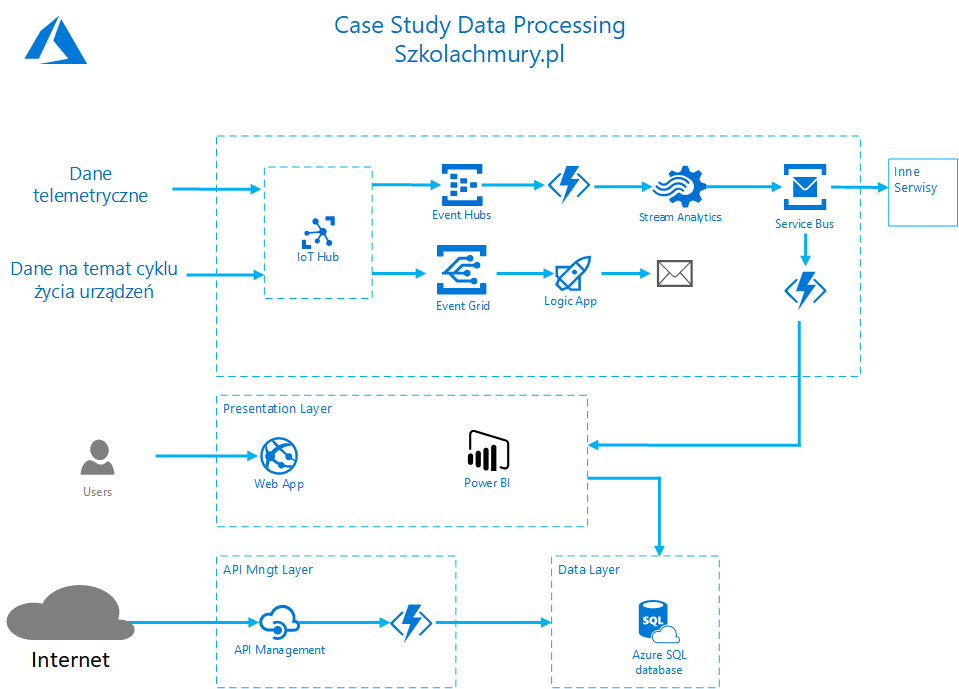 Case Study Data Processing
Szkolachmury.pl
Dane
telemetryczne
Inne
Serwisy
Event Hubs
Stream Analytics
Service Bus
IoT Hub
Dane na temat cyklu
życia urządzeń
Event Grid
Logic App
Presentation Layer
Users
Web App
Power BI
API Mngt Layer
Data Layer
SQL
API Management
Azure SQL
database
Internet